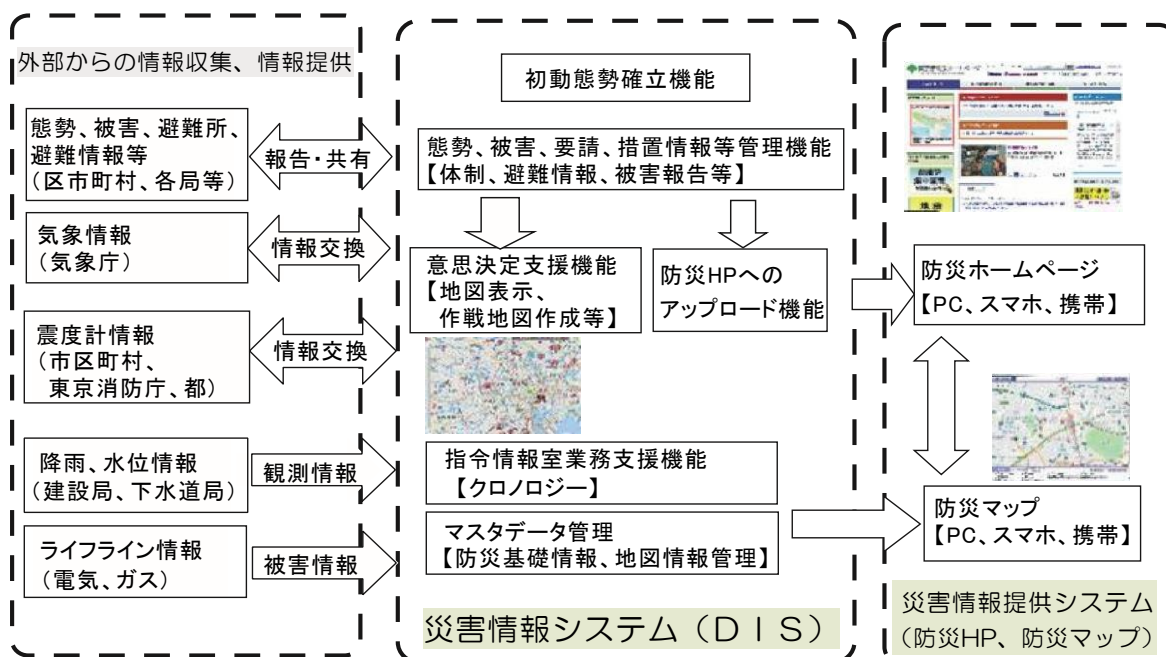 外部からの情報収集、情報提供
態勢、被害、避難所、
避難情報等
(区市町村、各局等)
報告・共有
気象情報
(気象庁)
情報交換
震度計情報
(市区町村、
東京消防庁、都)
情報交換
降雨、水位情報
(建設局、下水道局)
観測情報
ライフライン情報
(電気、ガス)
被害情報
初動態勢確立機能
態勢、被害、要請、措置情報等管理機能
【体制、避難情報、被害報告等】
意思決定支援機能
【地図表示、
作戦地図作成等】
防災HPへの
アップロード機能
指令情報室業務支援機能
【クロノロジー】
マスタデータ管理
【防災基礎情報、地図情報管理】
災害情報システム(DIS)
防災ホームページ
【PC、スマホ、携帯】
防災マップ
【PC、スマホ、携帯】
災害情報提供システム
(防災HP、防災マップ)